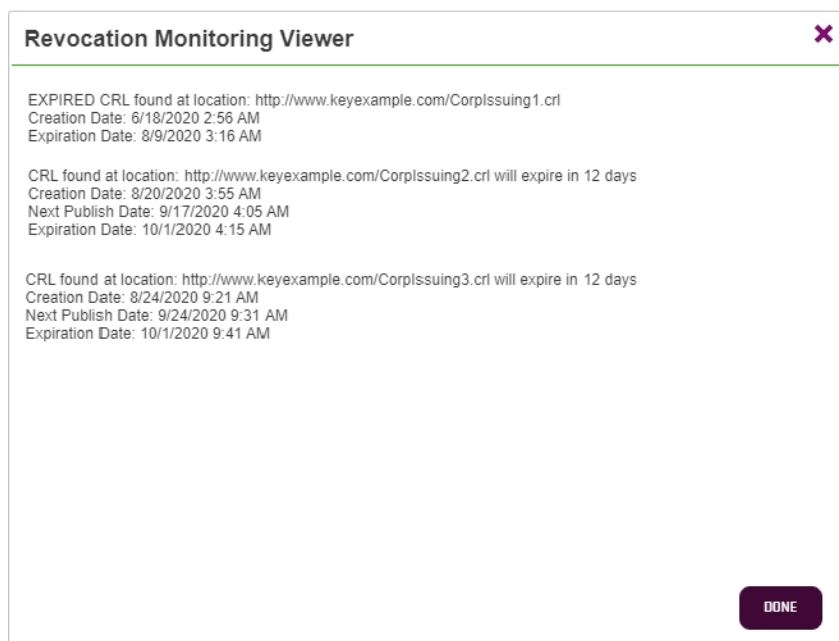 Revocation Monitoring Viewer
EXPIRED CRL found at location: http://www.keyexample.com/CorpIssuing1.crl
Creation Date: 6/18/2020 2:56 AM
Expiration Date: 8/9/2020 3:16 AM
CRL found at location: http://www.keyexample.com/CorpIssuing2.crl will expire in 12 days
Creation Date: 8/20/2020 3:55 AM
Next Publish Date: 9/17/2020 4:05 AM
Expiration Date: 10/1/2020 4:15 AM
CRL found at location: http://www.keyexample.com/CorpIssuing3.crl will expire in 12 days
Creation Date: 8/24/2020 9:21 AM
Next Publish Date: 9/24/2020 9:31 AM
Expiration Date: 10/1/2020 9:41 AM
DONE